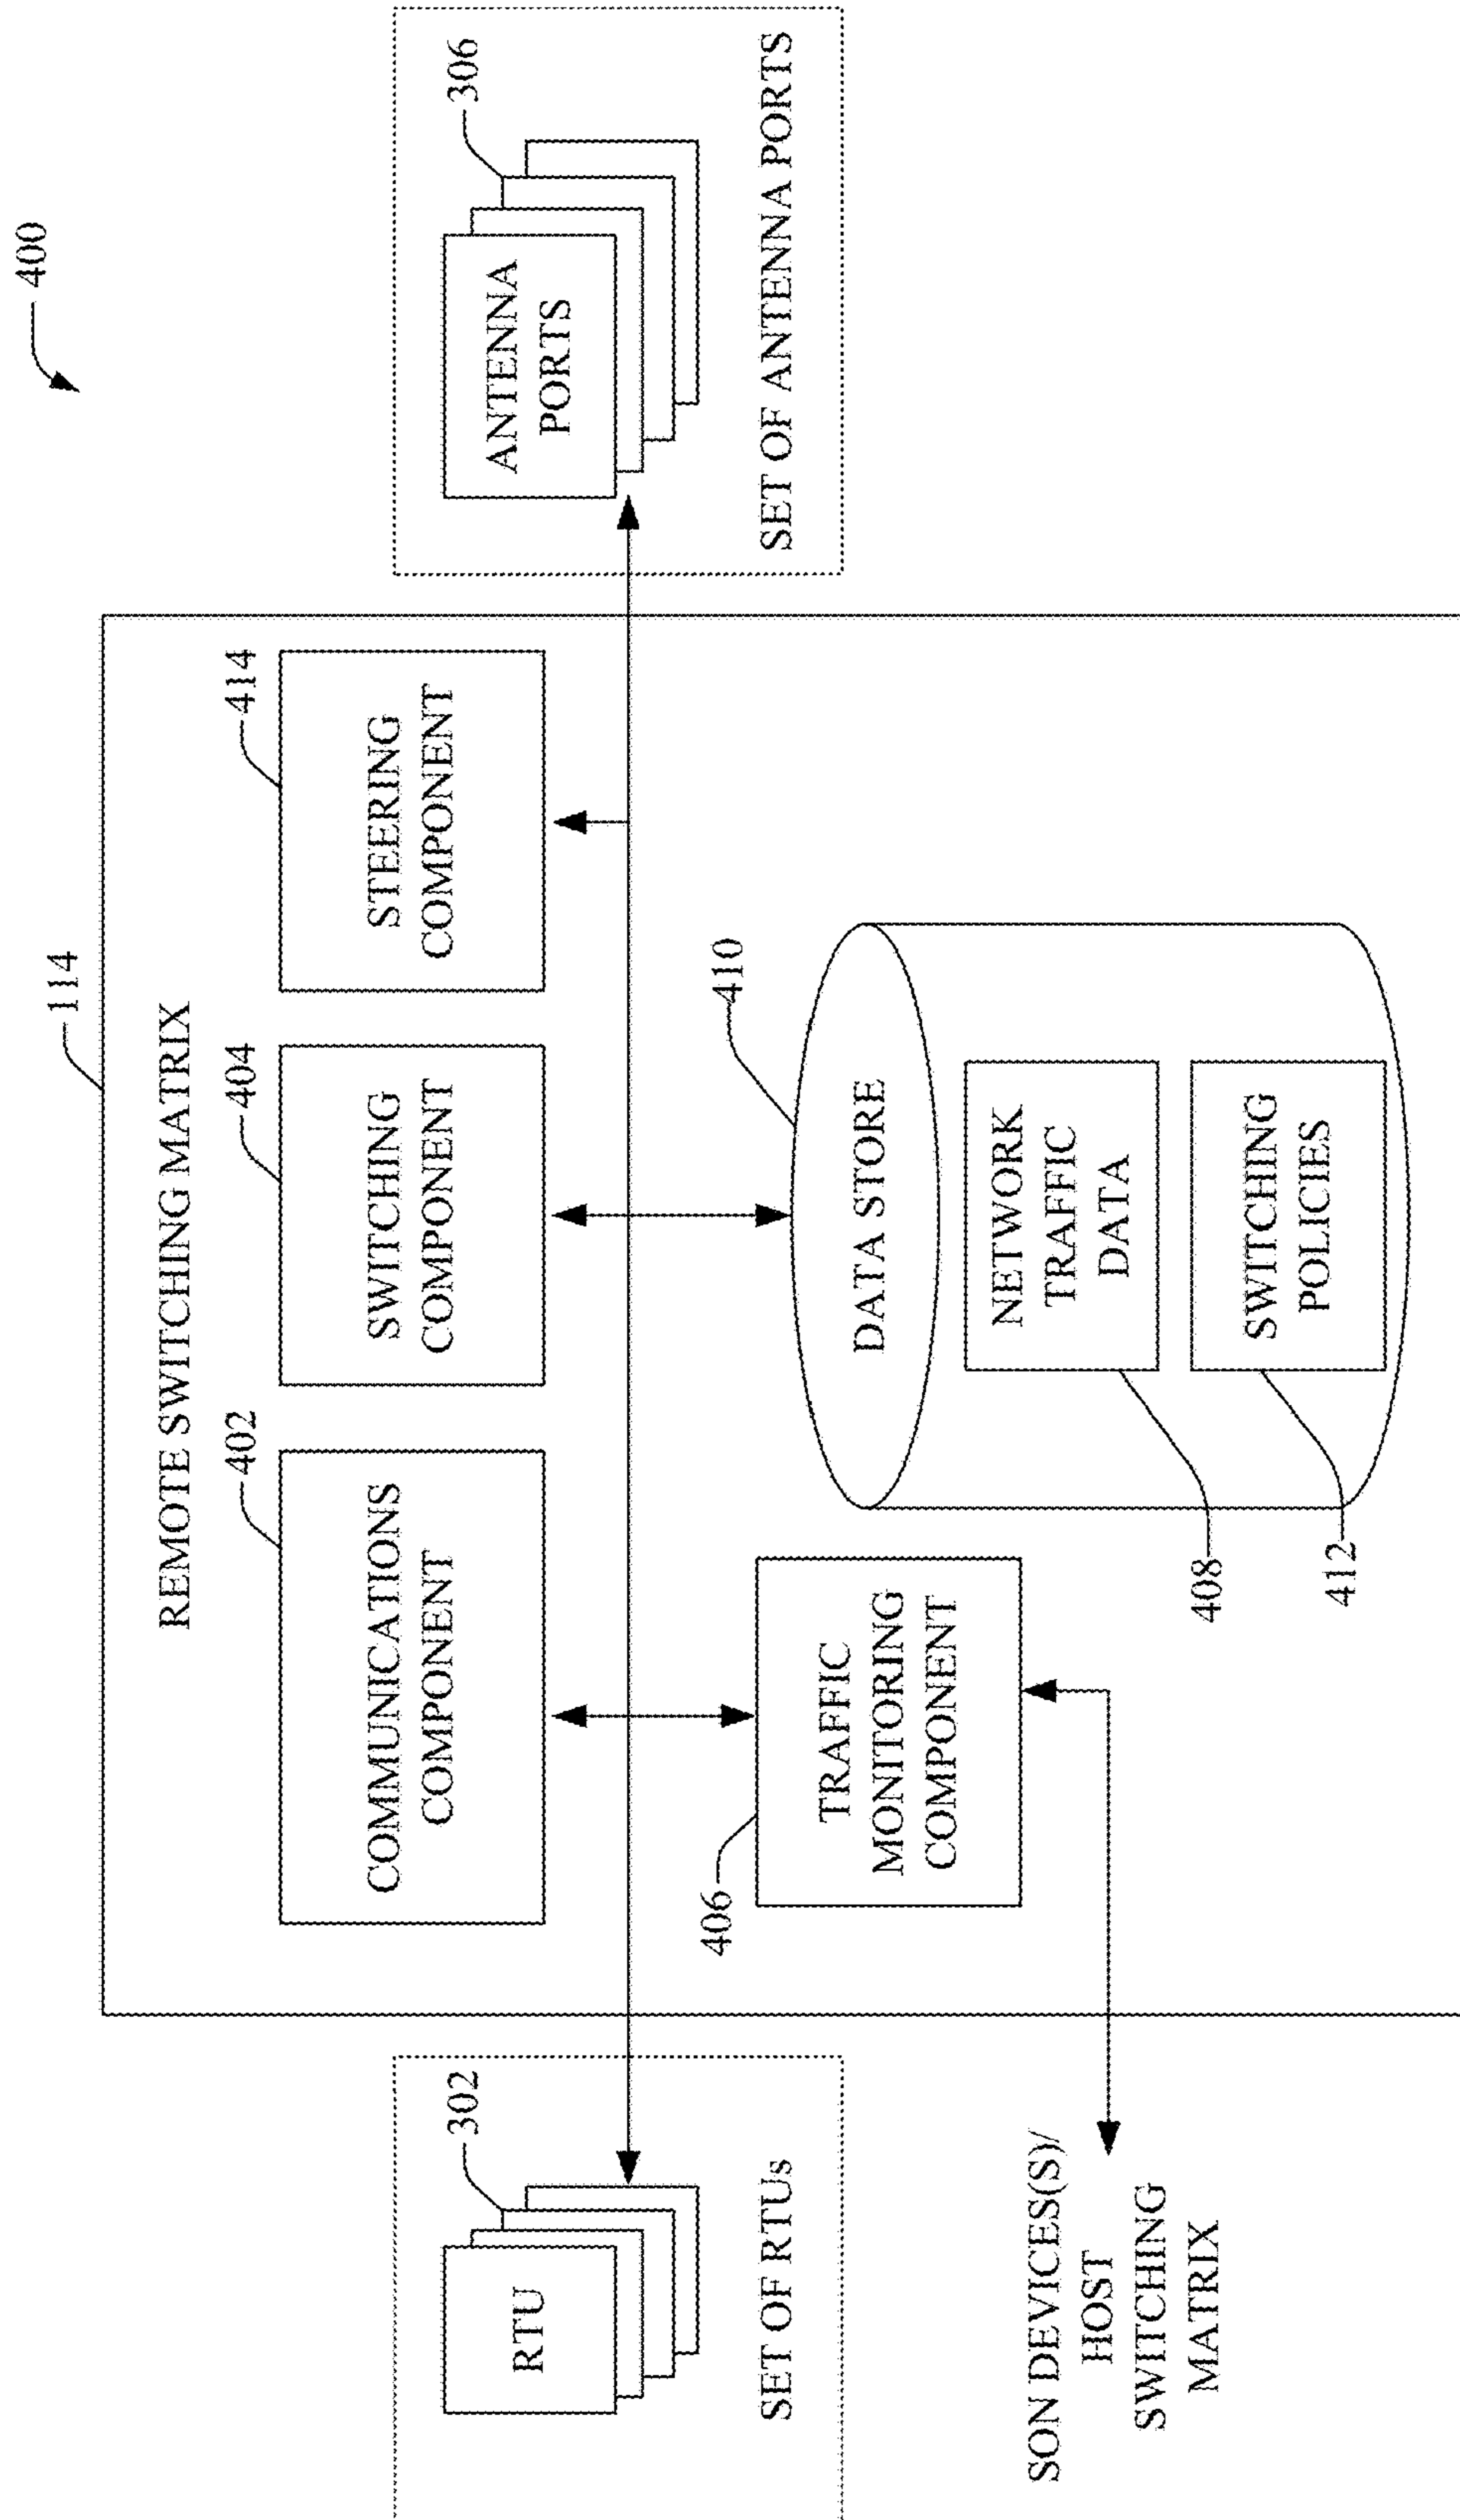 400
114
REMOTE SWITCHING MATRIX
402
404
414
COMMUNICATIONS
COMPONENT
SWITCHING
COMPONENT
STEERING
COMPONENT
302
RTU
SET OF RTUs
306
ANTENNA
PORTS
SET OF ANTENNA PORTS
406
TRAFFIC
MONITORING
COMPONENT
410
DATA STORE
NETWORK
TRAFFIC
DATA
408
SWITCHING
POLICIES
412
SON DEVICES(S)/
HOST
SWITCHING
MATRIX